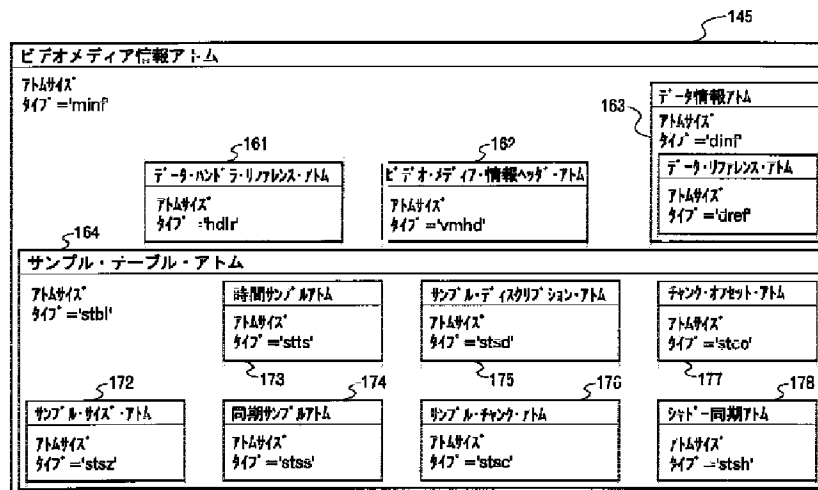 145
ビデオメディア情報アトム
アトムサイズ
タイプ='minf'
163
データ情報アトム
アトムサイズ
タイプ='dinf'
データ・リファレンス・アトム
アトムサイズ
タイプ='dref'
161
データ・ハンドラ・リファレンス・アトム
アトムサイズ
タイプ='hdlr'
162
ビデオ・メディア・情報ヘッダ・アトム
アトムサイズ
タイプ='vmhd'
164
サンプル・テーブル・アトム
アトムサイズ
タイプ='stbl'
時間サンプルアトム
アトムサイズ
タイプ='stts'
173
サンプル・ディスクリプション・アトム
アトムサイズ
タイプ='stsd'
175
チャンク・オフセット・アトム
アトムサイズ
タイプ='stco'
177
172
サンプル・サイズ・アトム
アトムサイズ
タイプ='stsz'
174
同期サンプルアトム
アトムサイズ
タイプ='stss'
176
サンプル・チャンク・アトム
アトムサイズ
タイプ='stsc'
178
シャドー同期アトム
アトムサイズ
タイプ='stsh'